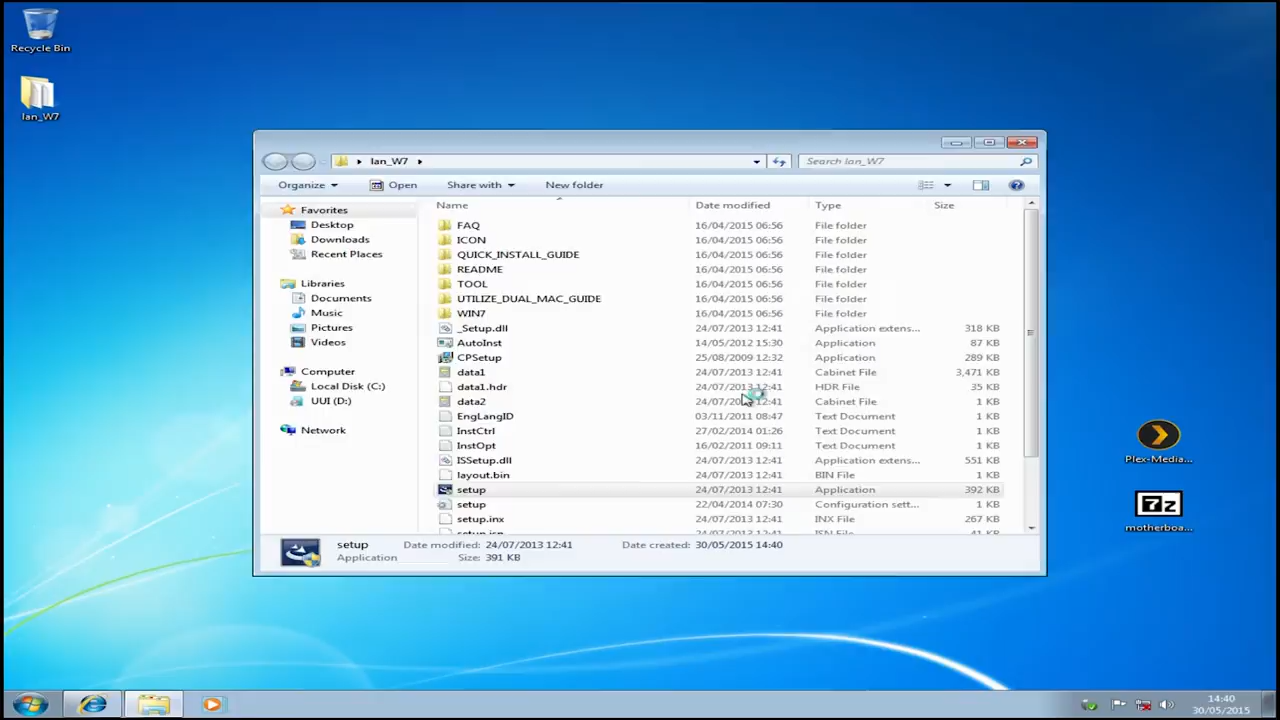 Recycle Bin
lan_W7
lan_W7
Search lan_W7
Organize Open Share with New folder
Name Date modified Type Size
Favorites
Desktop
Downloads
Recent Places
Libraries
Documents
Music
Pictures
Videos
Computer
Local Disk (C:)
UUI (D:)
Network
FAQ 16/04/2015 06:56 File folder
ICON 16/04/2015 06:56 File folder
QUICK_INSTALL_GUIDE 16/04/2015 06:56 File folder
README 16/04/2015 06:56 File folder
TOOL 16/04/2015 06:56 File folder
UTILIZE_DUAL_MAC_GUIDE 16/04/2015 06:56 File folder
WIN7 16/04/2015 06:56 File folder
_Setup.dll 24/07/2013 12:41 Application extens... 318 KB
AutoInst 14/05/2012 15:30 Application 87 KB
CPSetup 25/08/2009 12:32 Application 289 KB
data1 24/07/2013 12:41 Cabinet File 3,471 KB
data1.hdr 24/07/2013 12:41 HDR File 35 KB
data2 24/07/2013 12:41 Cabinet File 1 KB
EngLangID 03/11/2011 08:47 Text Document 1 KB
InstCtrl 27/02/2014 01:26 Text Document 1 KB
InstOpt 16/02/2011 09:11 Text Document 1 KB
ISSetup.dll 24/07/2013 12:41 Application extens... 551 KB
layout.bin 24/07/2013 12:41 BIN File 1 KB
setup 24/07/2013 12:41 Application 392 KB
setup 22/04/2014 07:30 Configuration sett... 1 KB
setup.inx 24/07/2013 12:41 INX File 267 KB
setup Date modified: 24/07/2013 12:41 Date created: 30/05/2015 14:40
Application Size: 391 KB
Plex-Media...
7z
motherboa...
14:40
30/05/2015